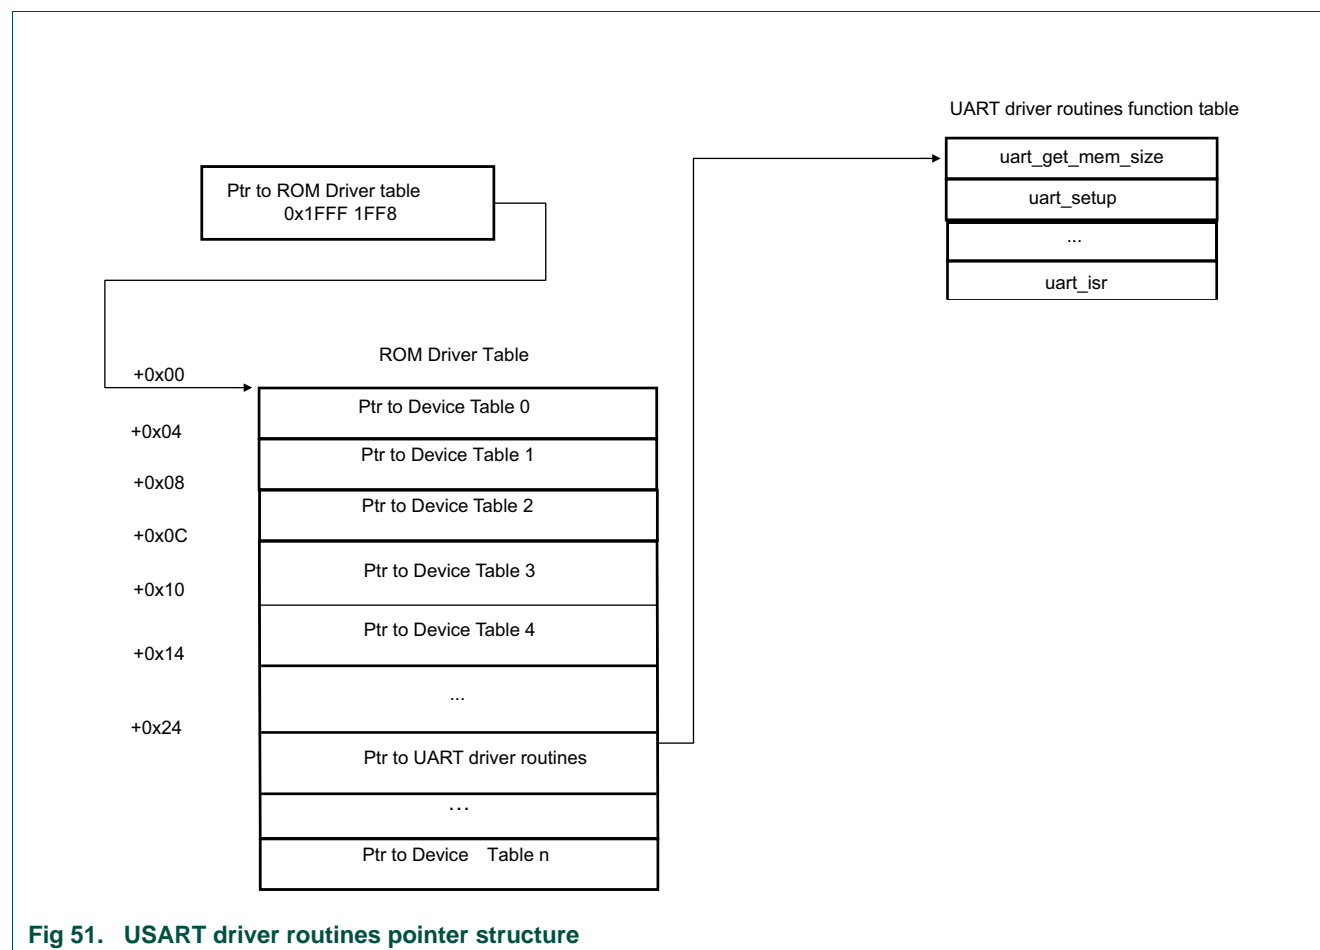 UART driver routines function table
uart_get_mem_size
uart_setup
...
uart_isr
Ptr to ROM Driver table
0x1FFF 1FF8
ROM Driver Table
+0x00
Ptr to Device Table 0
+0x04
Ptr to Device Table 1
+0x08
Ptr to Device Table 2
+0x0C
Ptr to Device Table 3
+0x10
Ptr to Device Table 4
+0x14
...
+0x24
Ptr to UART driver routines
...
Ptr to Device Table n
Fig 51. USART driver routines pointer structure